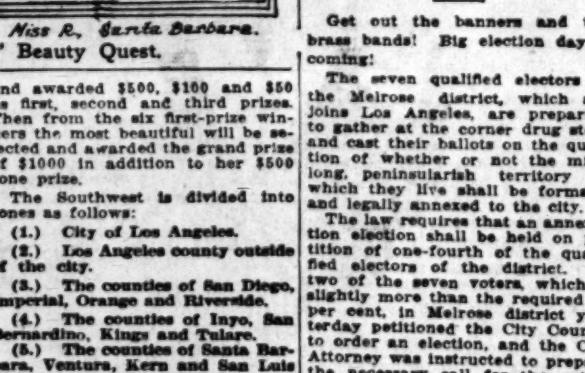 Miss R., Santa Barbara.
Beauty Quest.
nd awarded $500, $100 and $50
s first, second and third prizes.
hen from the six first-prize win-
ers the most beautiful will be se-
ected and awarded the grand prize
f $1000 in addition to her $500
one prize.
The Southwest is divided into
ones as follows:
(1.) City of Los Angeles.
(2.) Los Angeles county outside
f the city.
(3.) The counties of San Diego,
mperial, Orange and Riverside.
(4.) The counties of Inyo, San
Bernardino, Kings and Tulare.
(5.) The counties of Santa Bar-
ara, Ventura, Kern and San Luis
Get out the banners and
brass bands! Big election day
coming!
The seven qualified electors
the Melrose district, which
joins Los Angeles, are prepar
to gather at the corner drug s
and cast their ballots on the qu
tion of whether or not the m
long, peninsularish territory
which they live shall be forma
and legally annexed to the city.
The law requires that an anne
tion election shall be held on
tition of one-fourth of the qua
fied electors of the district.
two of the seven voters, which
slightly more than the required
per cent, in Melrose district y
terday petitioned the City Coun
to order an election, and the C
Attorney was instructed to prep
the necessary call for the